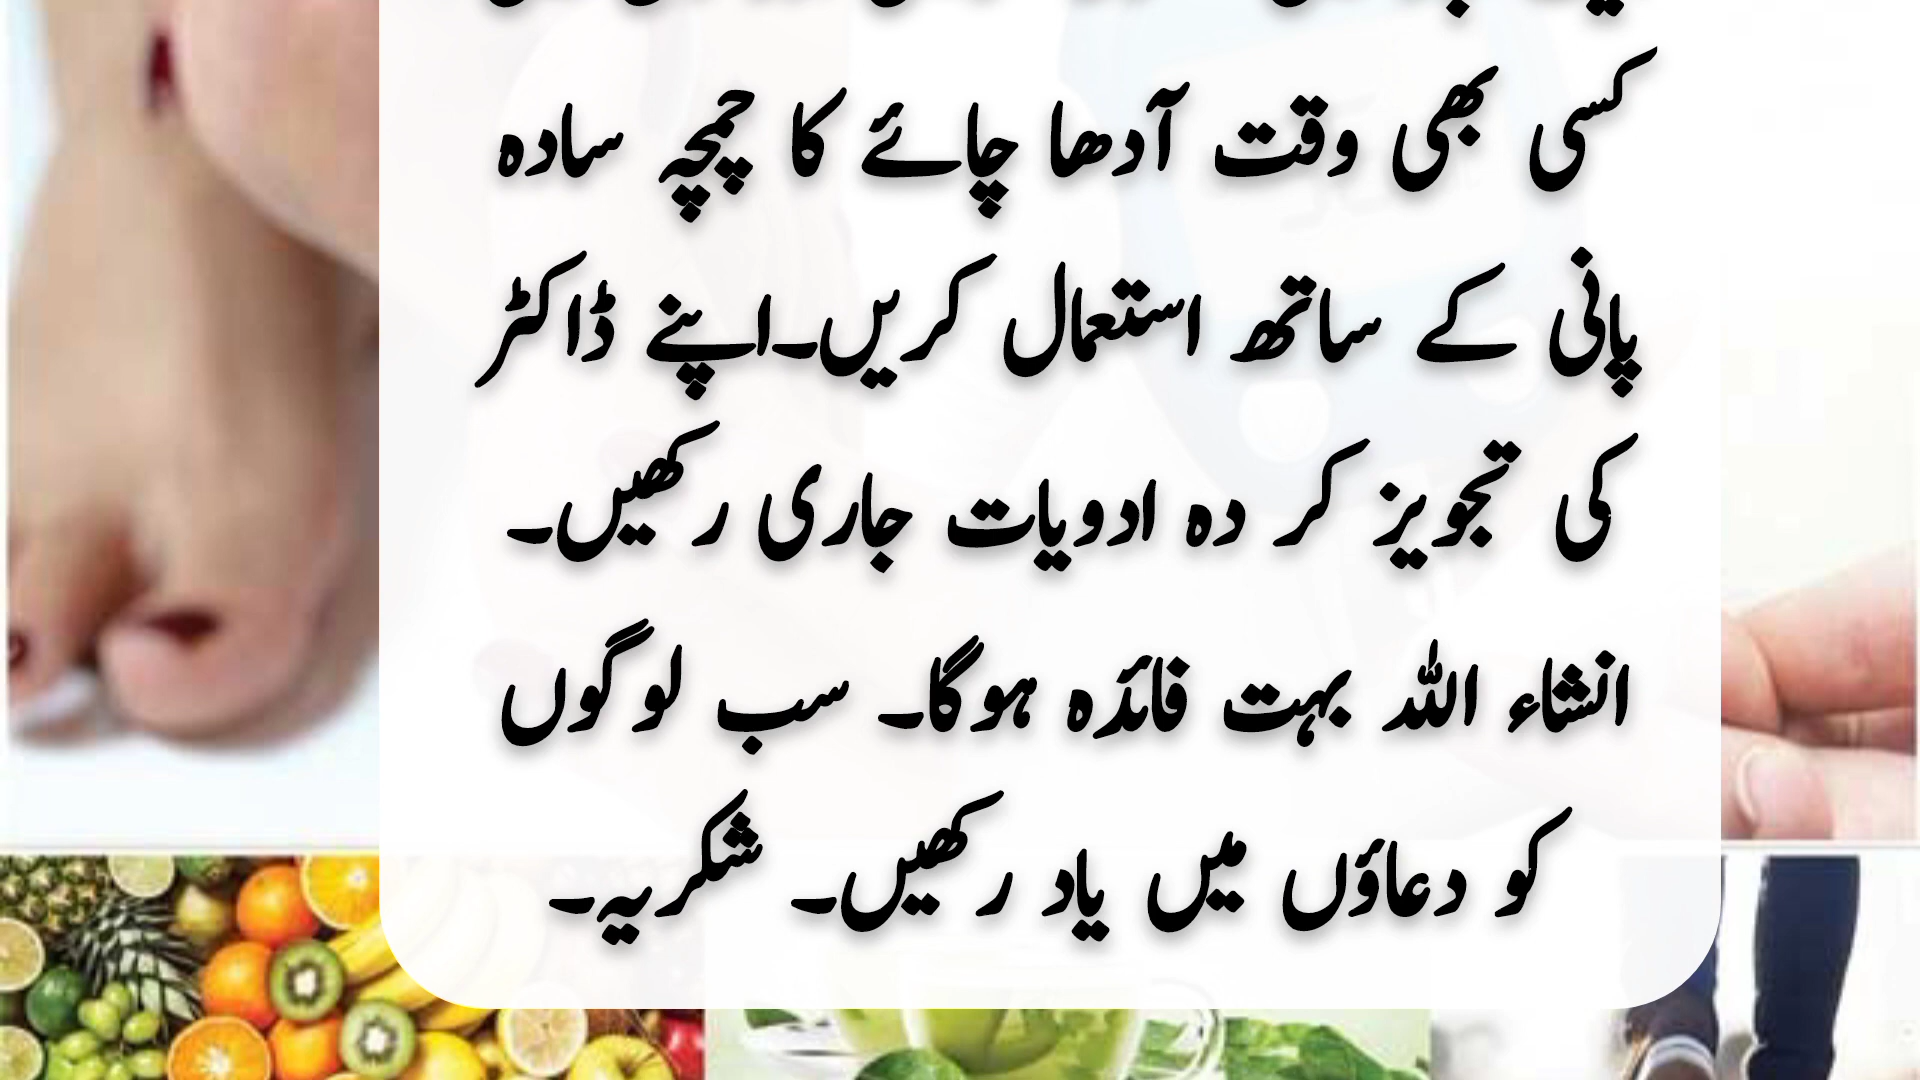 کسی بھی وقت آدھا چائے کا چمچہ سادہ
پانی کے ساتھ استعمال کریں۔اپنے ڈاکٹر
کی تجویز کر دہ ادویات جاری رکھیں۔
انشاء اللہ بہت فائدہ ہوگا۔ سب لوگوں
کو دعاؤں میں یاد رکھیں۔ شکریہ۔